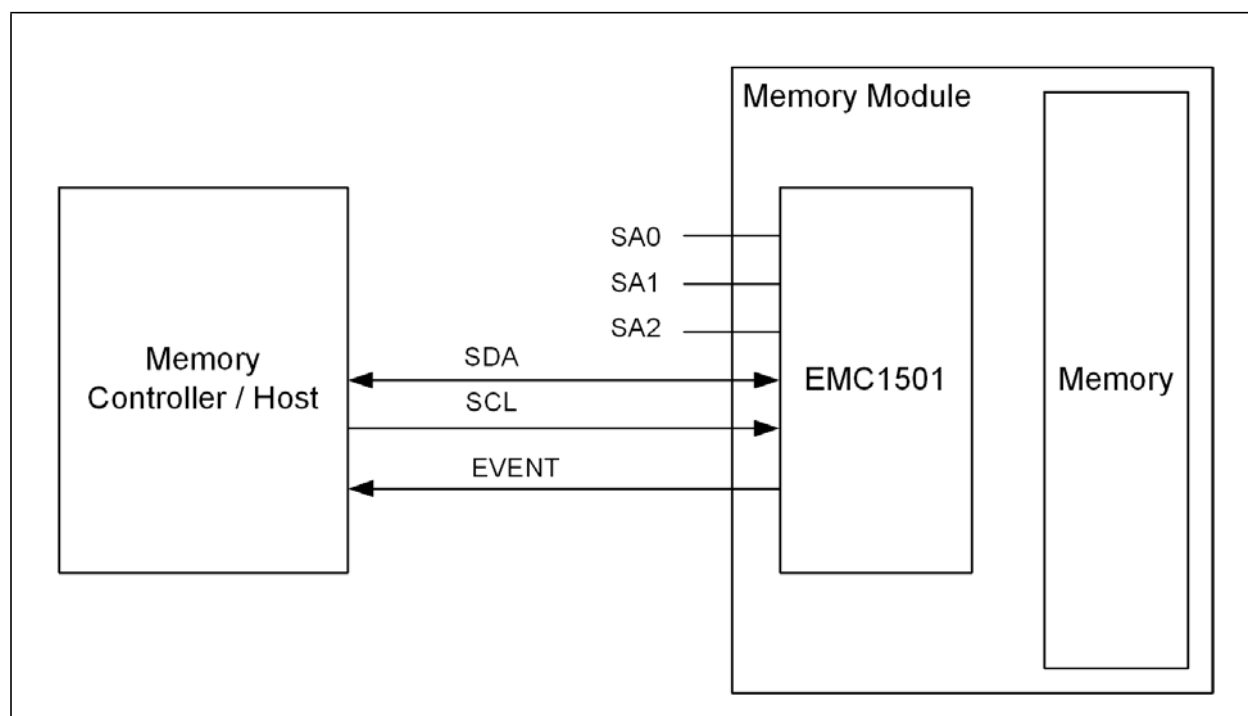 Memory Module
SA0
SA1
SA2
Memory
Controller / Host
SDA
SCL
EVENT
EMC1501
Memory